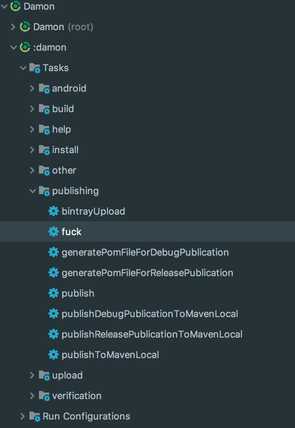 Damon
Damon (root)
:damon
Tasks
android
build
help
install
other
publishing
bintrayUpload
fuck
generatePomFileForDebugPublication
generatePomFileForReleasePublication
publish
publishDebugPublicationToMavenLocal
publishReleasePublicationToMavenLocal
publishToMavenLocal
upload
verification
Run Configurations